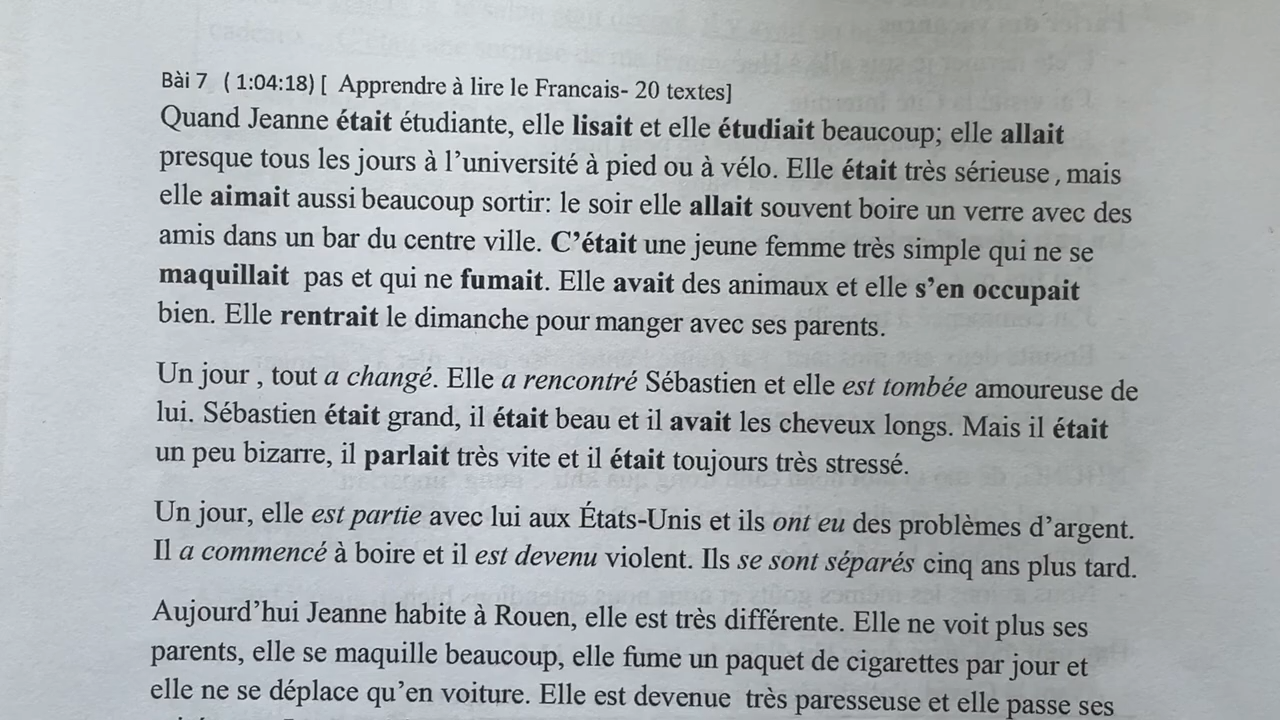 Bài 7 ( 1:04:18) [ Apprendre à lire le Francais- 20 textes]
Quand Jeanne était étudiante, elle lisait et elle étudiait beaucoup; elle allait
presque tous les jours à l’université à pied ou à vélo. Elle était très sérieuse , mais
elle aimait aussi beaucoup sortir: le soir elle allait souvent boire un verre avec des
amis dans un bar du centre ville. C’était une jeune femme très simple qui ne se
maquillait pas et qui ne fumait. Elle avait des animaux et elle s’en occupait
bien. Elle rentrait le dimanche pour manger avec ses parents.
Un jour , tout a changé. Elle a rencontré Sébastien et elle est tombée amoureuse de
lui. Sébastien était grand, il était beau et il avait les cheveux longs. Mais il était
un peu bizarre, il parlait très vite et il était toujours très stressé.
Un jour, elle est partie avec lui aux États-Unis et ils ont eu des problèmes d’argent.
Il a commencé à boire et il est devenu violent. Ils se sont séparés cinq ans plus tard.
Aujourd’hui Jeanne habite à Rouen, elle est très différente. Elle ne voit plus ses
parents, elle se maquille beaucoup, elle fume un paquet de cigarettes par jour et
elle ne se déplace qu’en voiture. Elle est devenue très paresseuse et elle passe ses